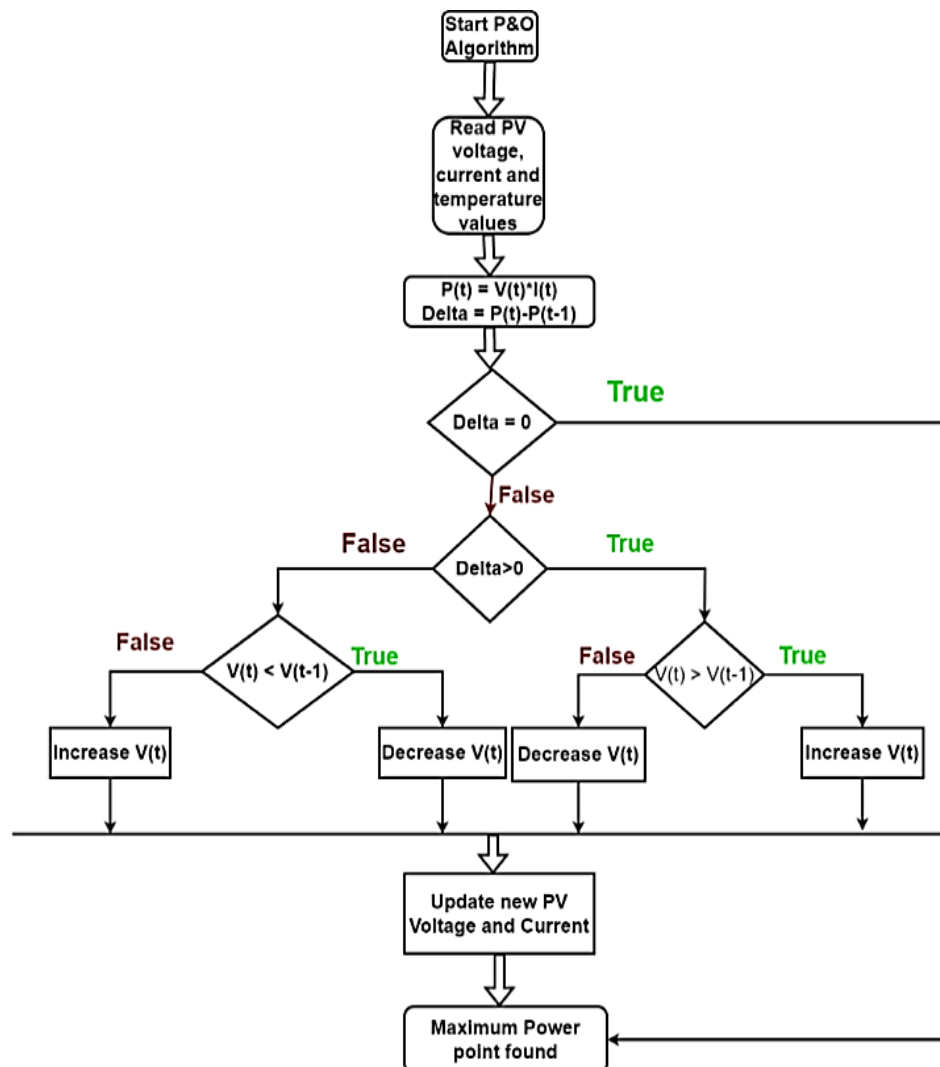 Start P&O
Algorithm
Read PV
voltage,
current and
temperature
values
P(t) = V(t)*I(t)
Delta = P(t)-P(t-1)
Delta = 0
True
False
Delta>0
False
True
V(t) < V(t-1)
False
True
V(t) > V(t-1)
False
True
Increase V(t)
Decrease V(t)
Decrease V(t)
Increase V(t)
Update new PV
Voltage and Current
Maximum Power
point found